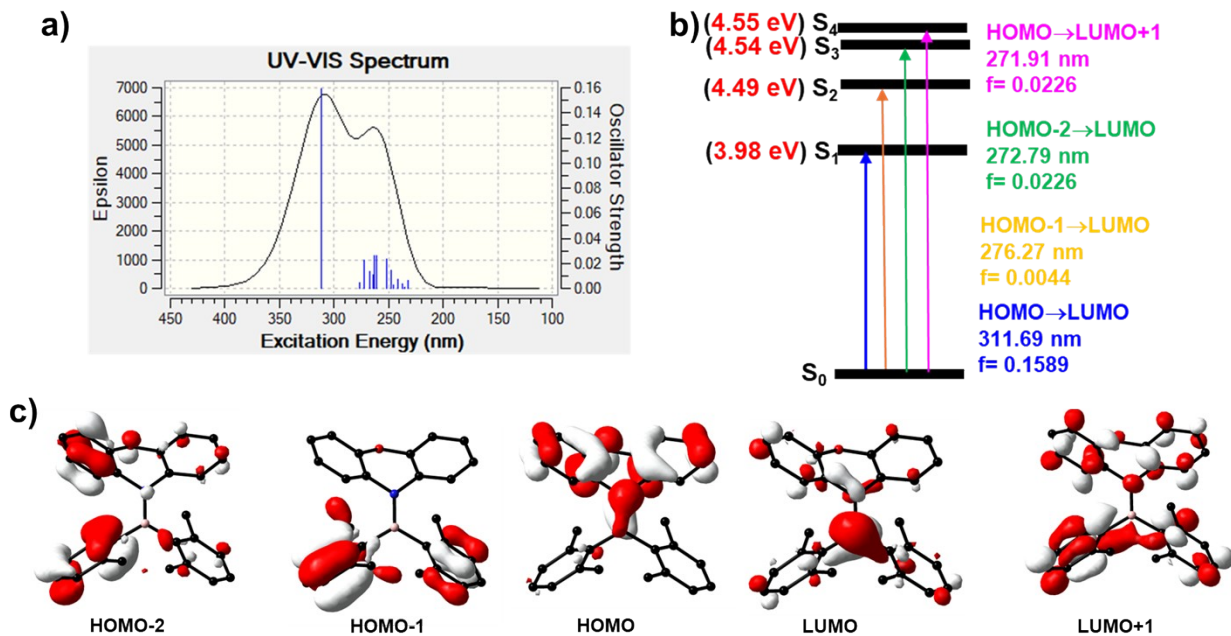 a)
UV-VIS Spectrum
Epsilon
7000
6000
5000
4000
3000
2000
1000
0
0.16
0.14
0.12
0.10
0.08
0.06
0.04
0.02
0.00
Oscillator Strength
450 400 350 300 250 200 150 100
Excitation Energy (nm)
b)
(4.55 eV) S4
(4.54 eV) S3
(4.49 eV) S2
(3.98 eV) S1
S0
HOMO→LUMO+1
271.91 nm
f= 0.0226
HOMO-2→LUMO
272.79 nm
f= 0.0226
HOMO-1→LUMO
276.27 nm
f= 0.0044
HOMO→LUMO
311.69 nm
f= 0.1589
c)
HOMO-2 HOMO-1 HOMO LUMO LUMO+1